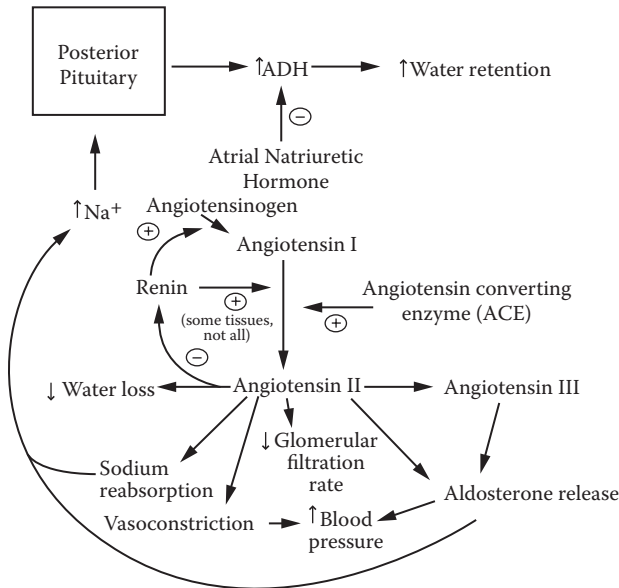 Posterior
Pituitary
↑ADH
↑Water retention
⊖
Atrial Natriuretic
Hormone
Angiotensinogen
↑Na⁺
⊕
Angiotensin I
Renin
⊕
(some tissues,
not all)
Angiotensin converting
enzyme (ACE)
⊕
⊖
↓ Water loss
Angiotensin II
Angiotensin III
↓ Glomerular
filtration
rate
Sodium
reabsorption
Aldosterone release
Vasoconstriction
↑Blood
pressure